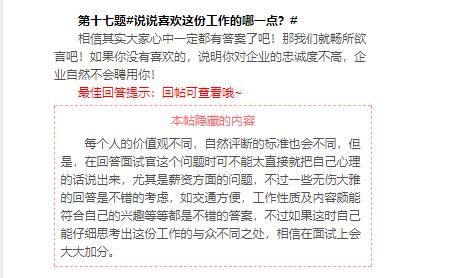 第十七题#说说喜欢这份工作的哪一点？#
相信其实大家心中一定都有答案了吧！那我们就畅所欲
言吧！如果你没有喜欢的，说明你对企业的忠诚度不高，企
业自然不会聘用你！
最佳回答提示：回帖可查看哦~
本帖隐藏的内容
每个人的价值观不同，自然评断的标准也会不同，但
是，在回答面试官这个问题时可不能太直接就把自己心理
的话说出来，尤其是薪资方面的问题，不过一些无伤大雅
的回答是不错的考虑，如交通方便，工作性质及内容颇能
符合自己的兴趣等等都是不错的答案，不过如果这时自己
能仔细思考出这份工作的与众不同之处，相信在面试上会
大大加分。